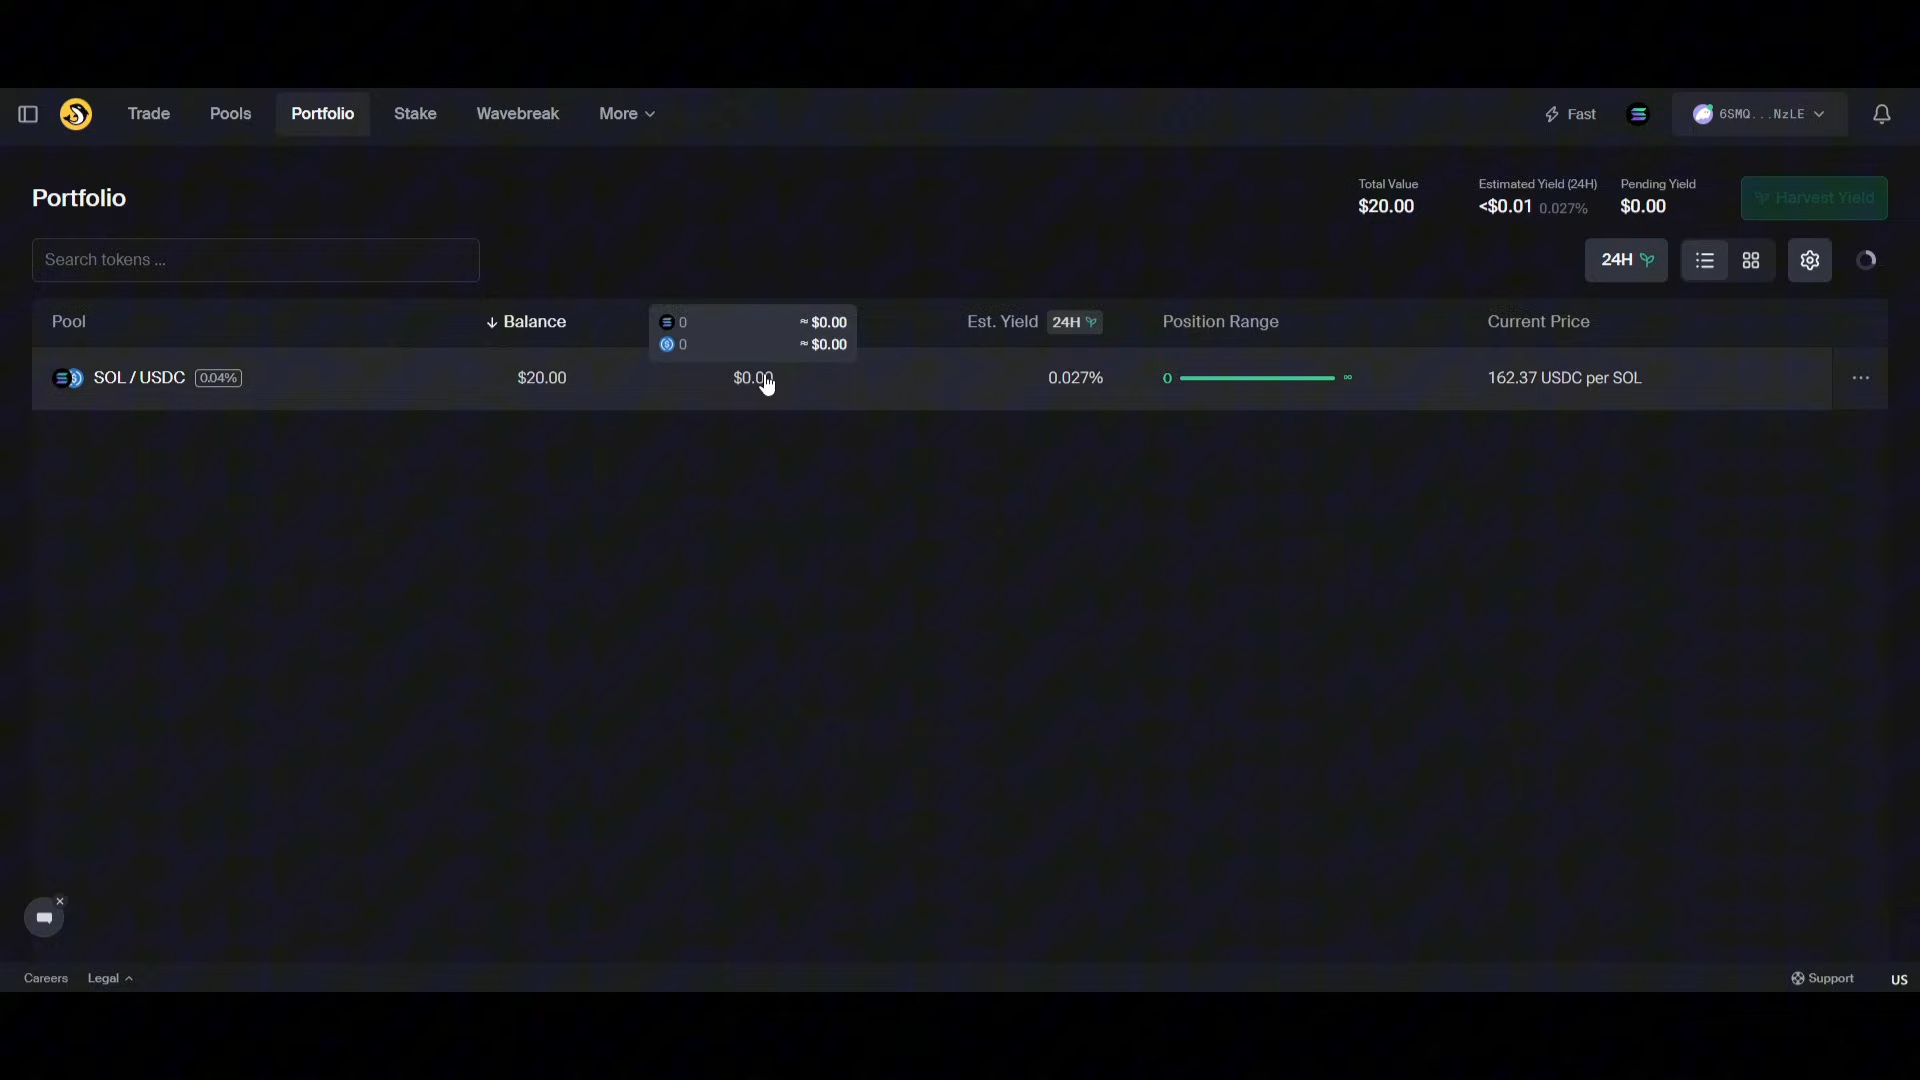 Trade Pools Portfolio Stake Wavebreak More Fast 6SMQ...NzLE
Portfolio
Total Value Estimated Yield (24H) Pending Yield
$20.00 <$0.01 0.027% $0.00
Harvest Yield
Search tokens ...
24H
Pool Balance Est. Yield 24H Position Range Current Price
0 ≈ $0.00
0 ≈ $0.00
SOL / USDC 0.04% $20.00 $0.00 0.027% 0 ∞ 162.37 USDC per SOL
Careers Legal Support US